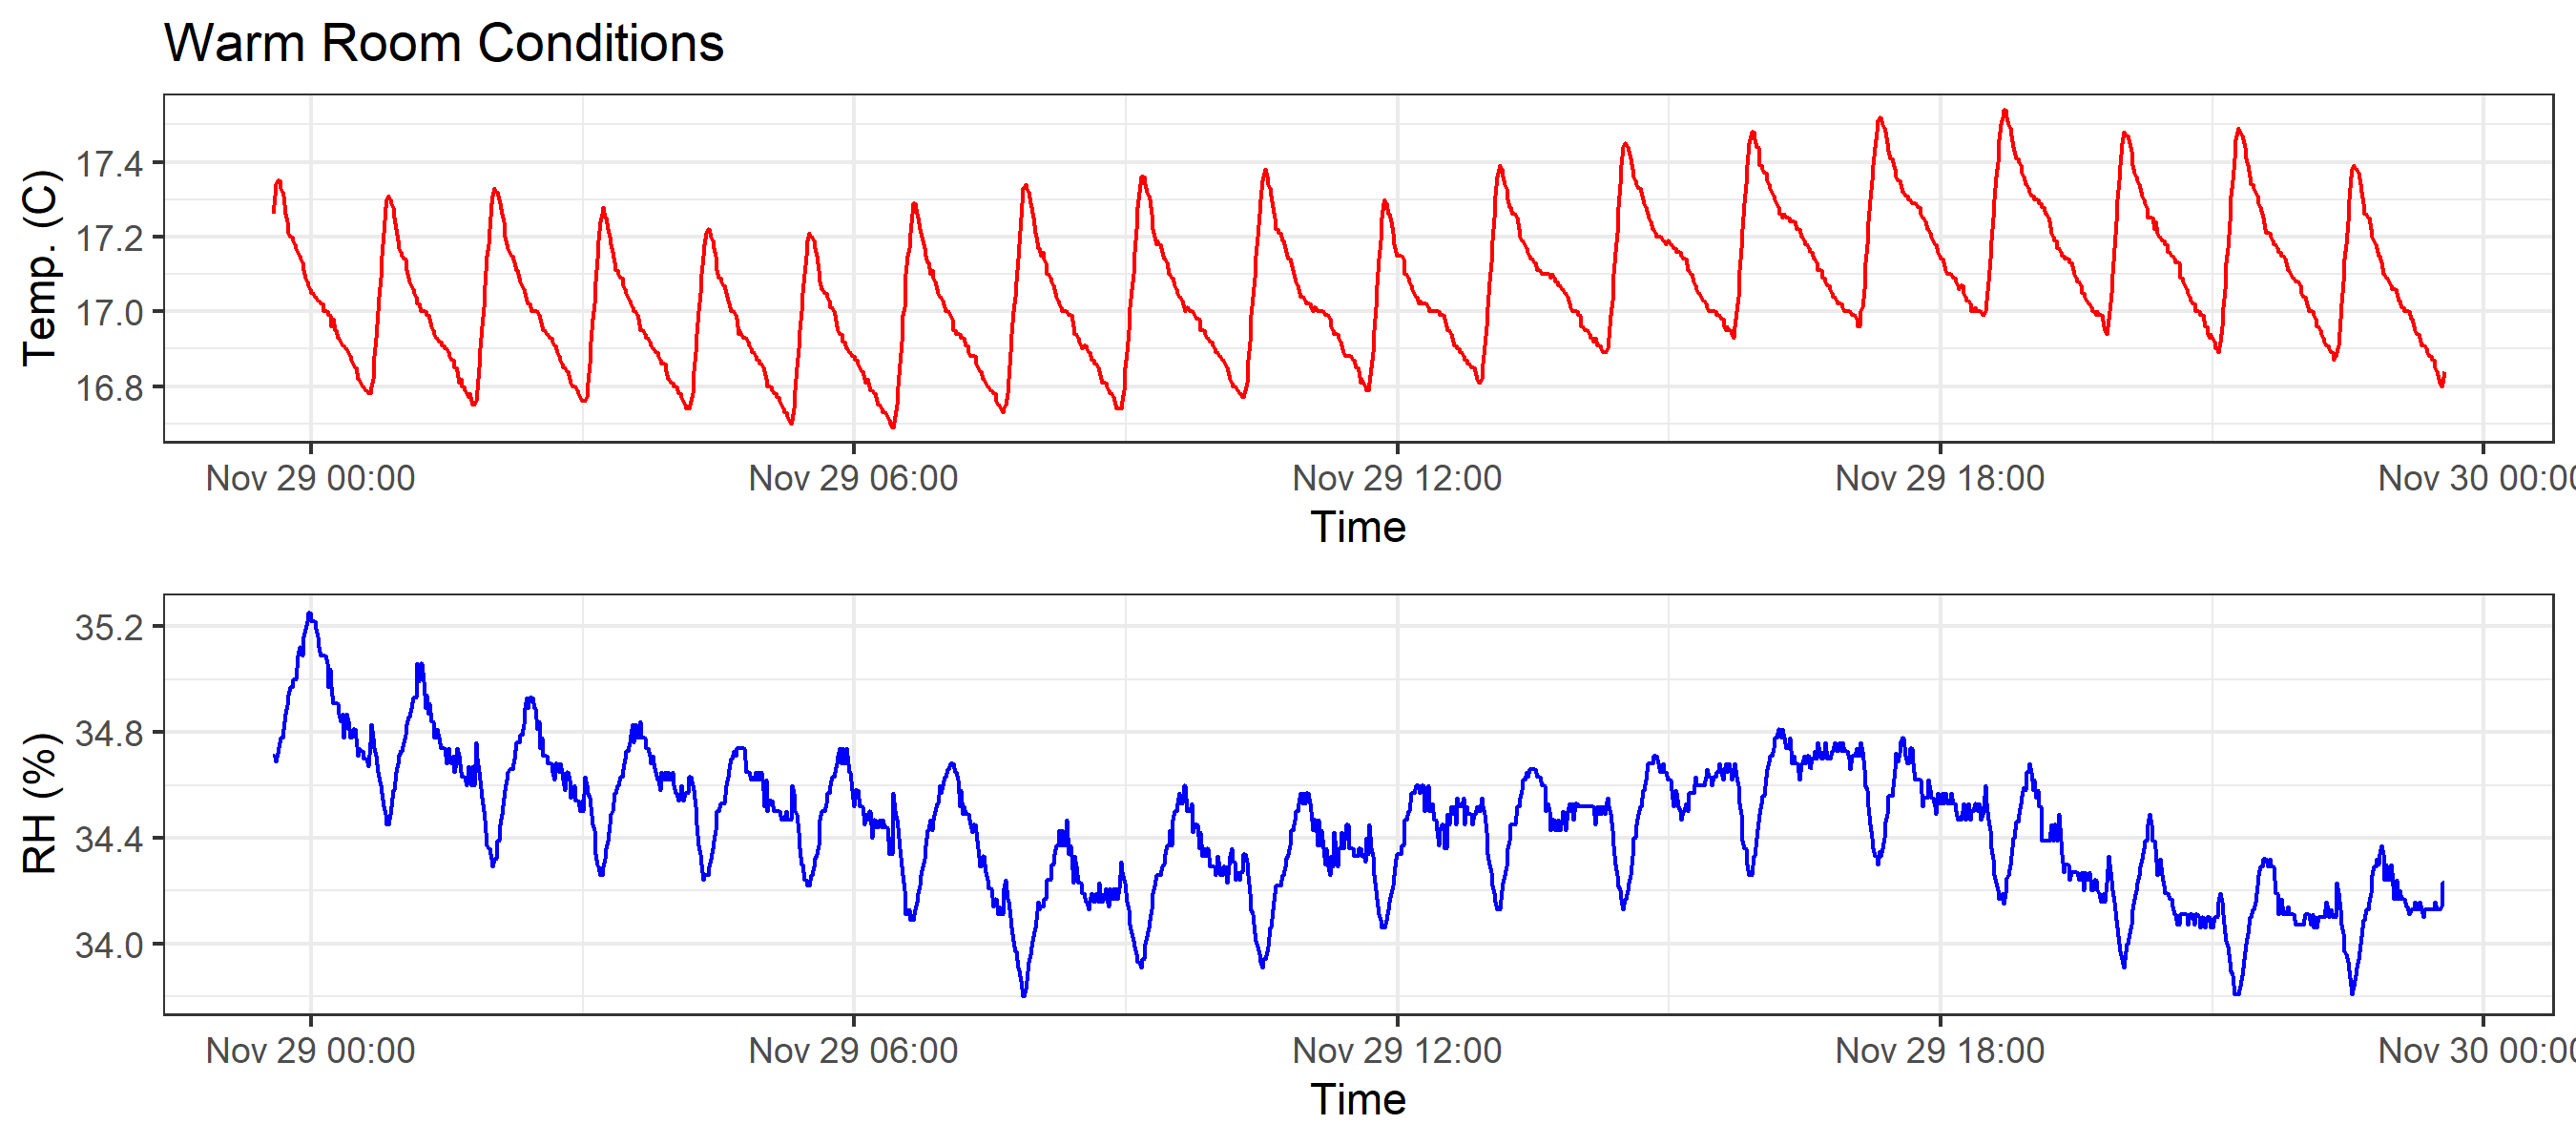 Warm Room Conditions
Temp. (C)
17.4
17.2
17.0
16.8
Nov 29 00:00 Nov 29 06:00 Nov 29 12:00 Nov 29 18:00 Nov 30 00:00
Time
RH (%)
35.2
34.8
34.4
34.0
Nov 29 00:00 Nov 29 06:00 Nov 29 12:00 Nov 29 18:00 Nov 30 00:00
Time